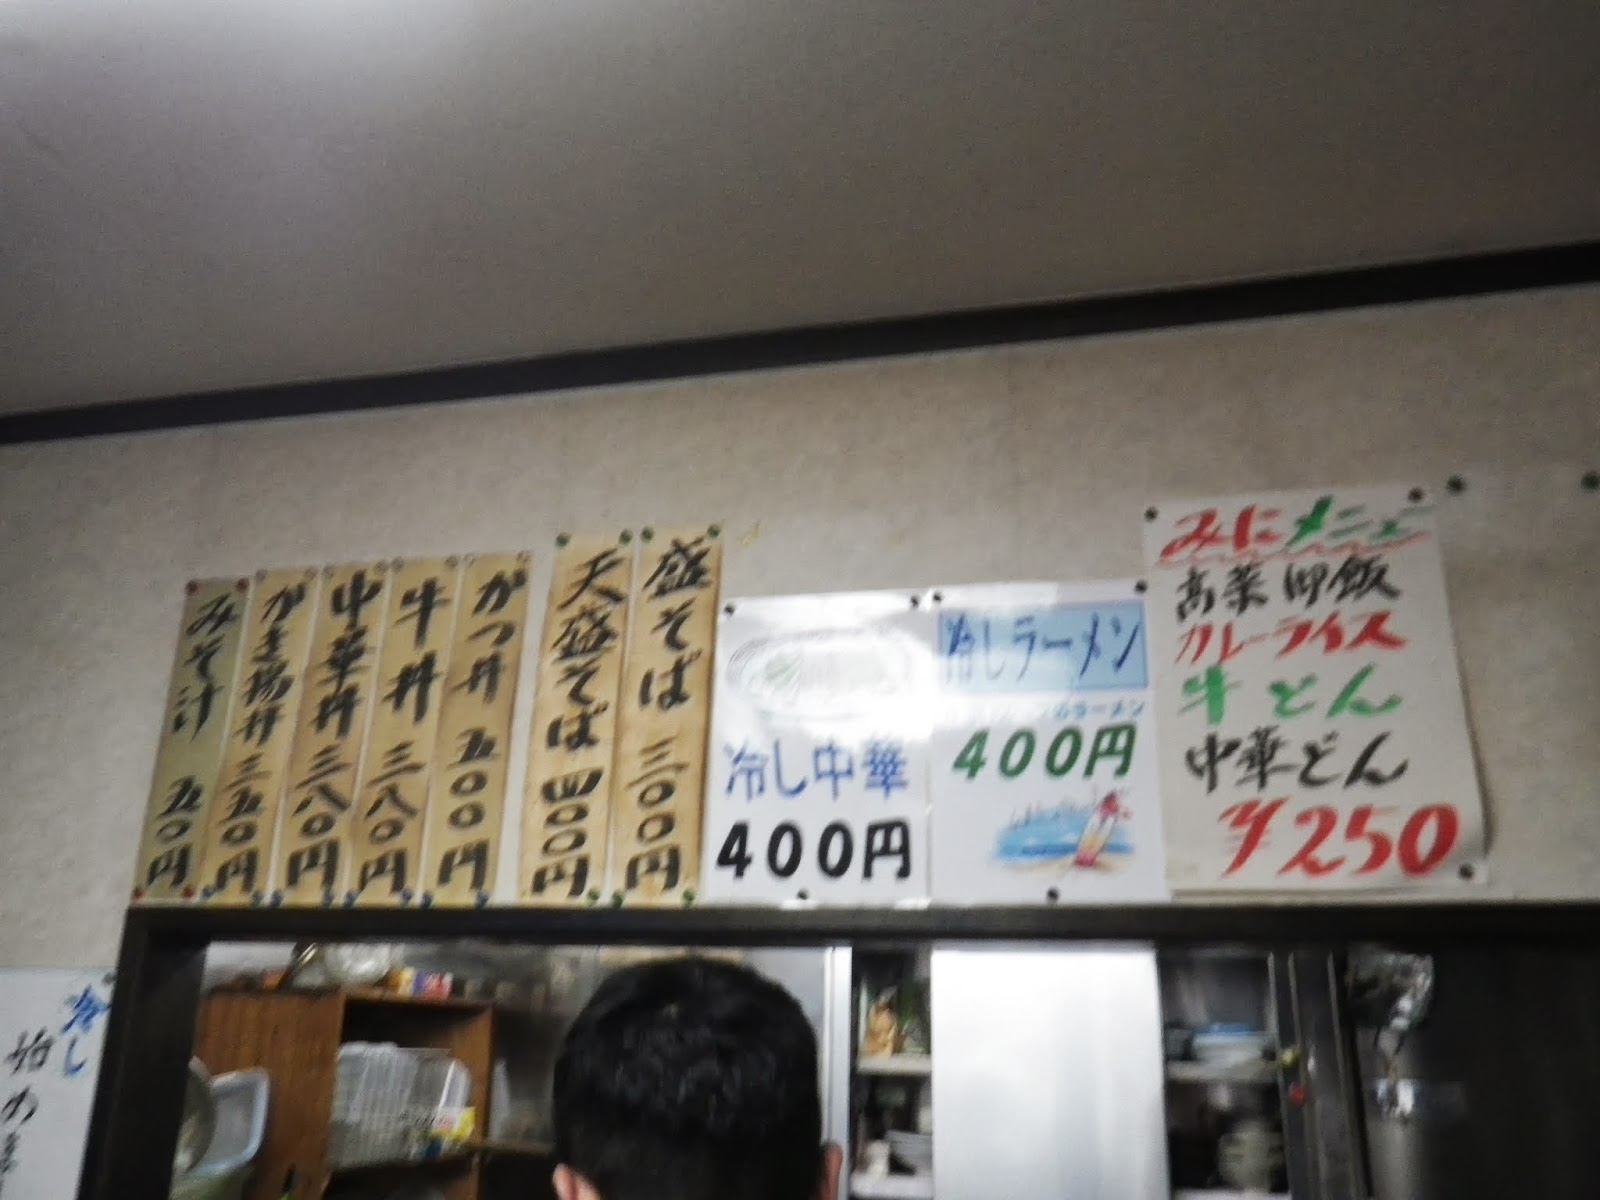 みそ汁 五〇円
かき揚丼 三五〇円
中華丼 三八〇円
牛丼 三八〇円
かつ丼 五〇〇円
天盛そば 四〇〇円
盛そば 三〇〇円
冷し中華
400円
冷しラーメン
400円
みにメニュー
高菜御飯
カレーライス
牛どん
中華どん
¥250
冷し
始め